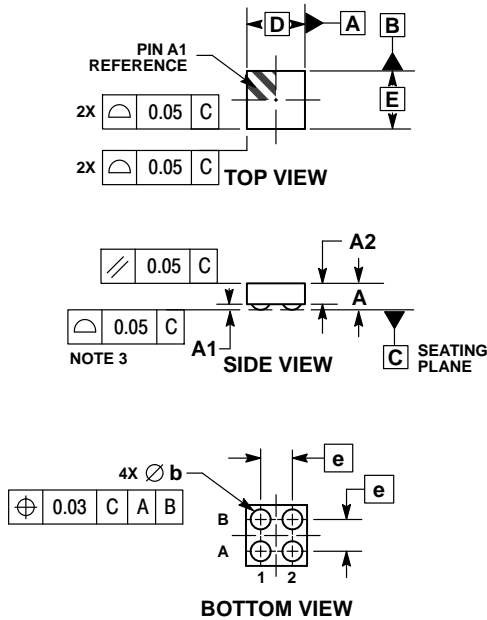 D
A
B
PIN A1
REFERENCE
E
2X ⌓ 0.05 C
2X ⌓ 0.05 C
TOP VIEW
A2
⫽ 0.05 C
A
⌓ 0.05 C
NOTE 3
A1
SIDE VIEW
C
SEATING
PLANE
4X ∅ b
e
e
⌖ 0.03 C A B
B
A
1 2
BOTTOM VIEW